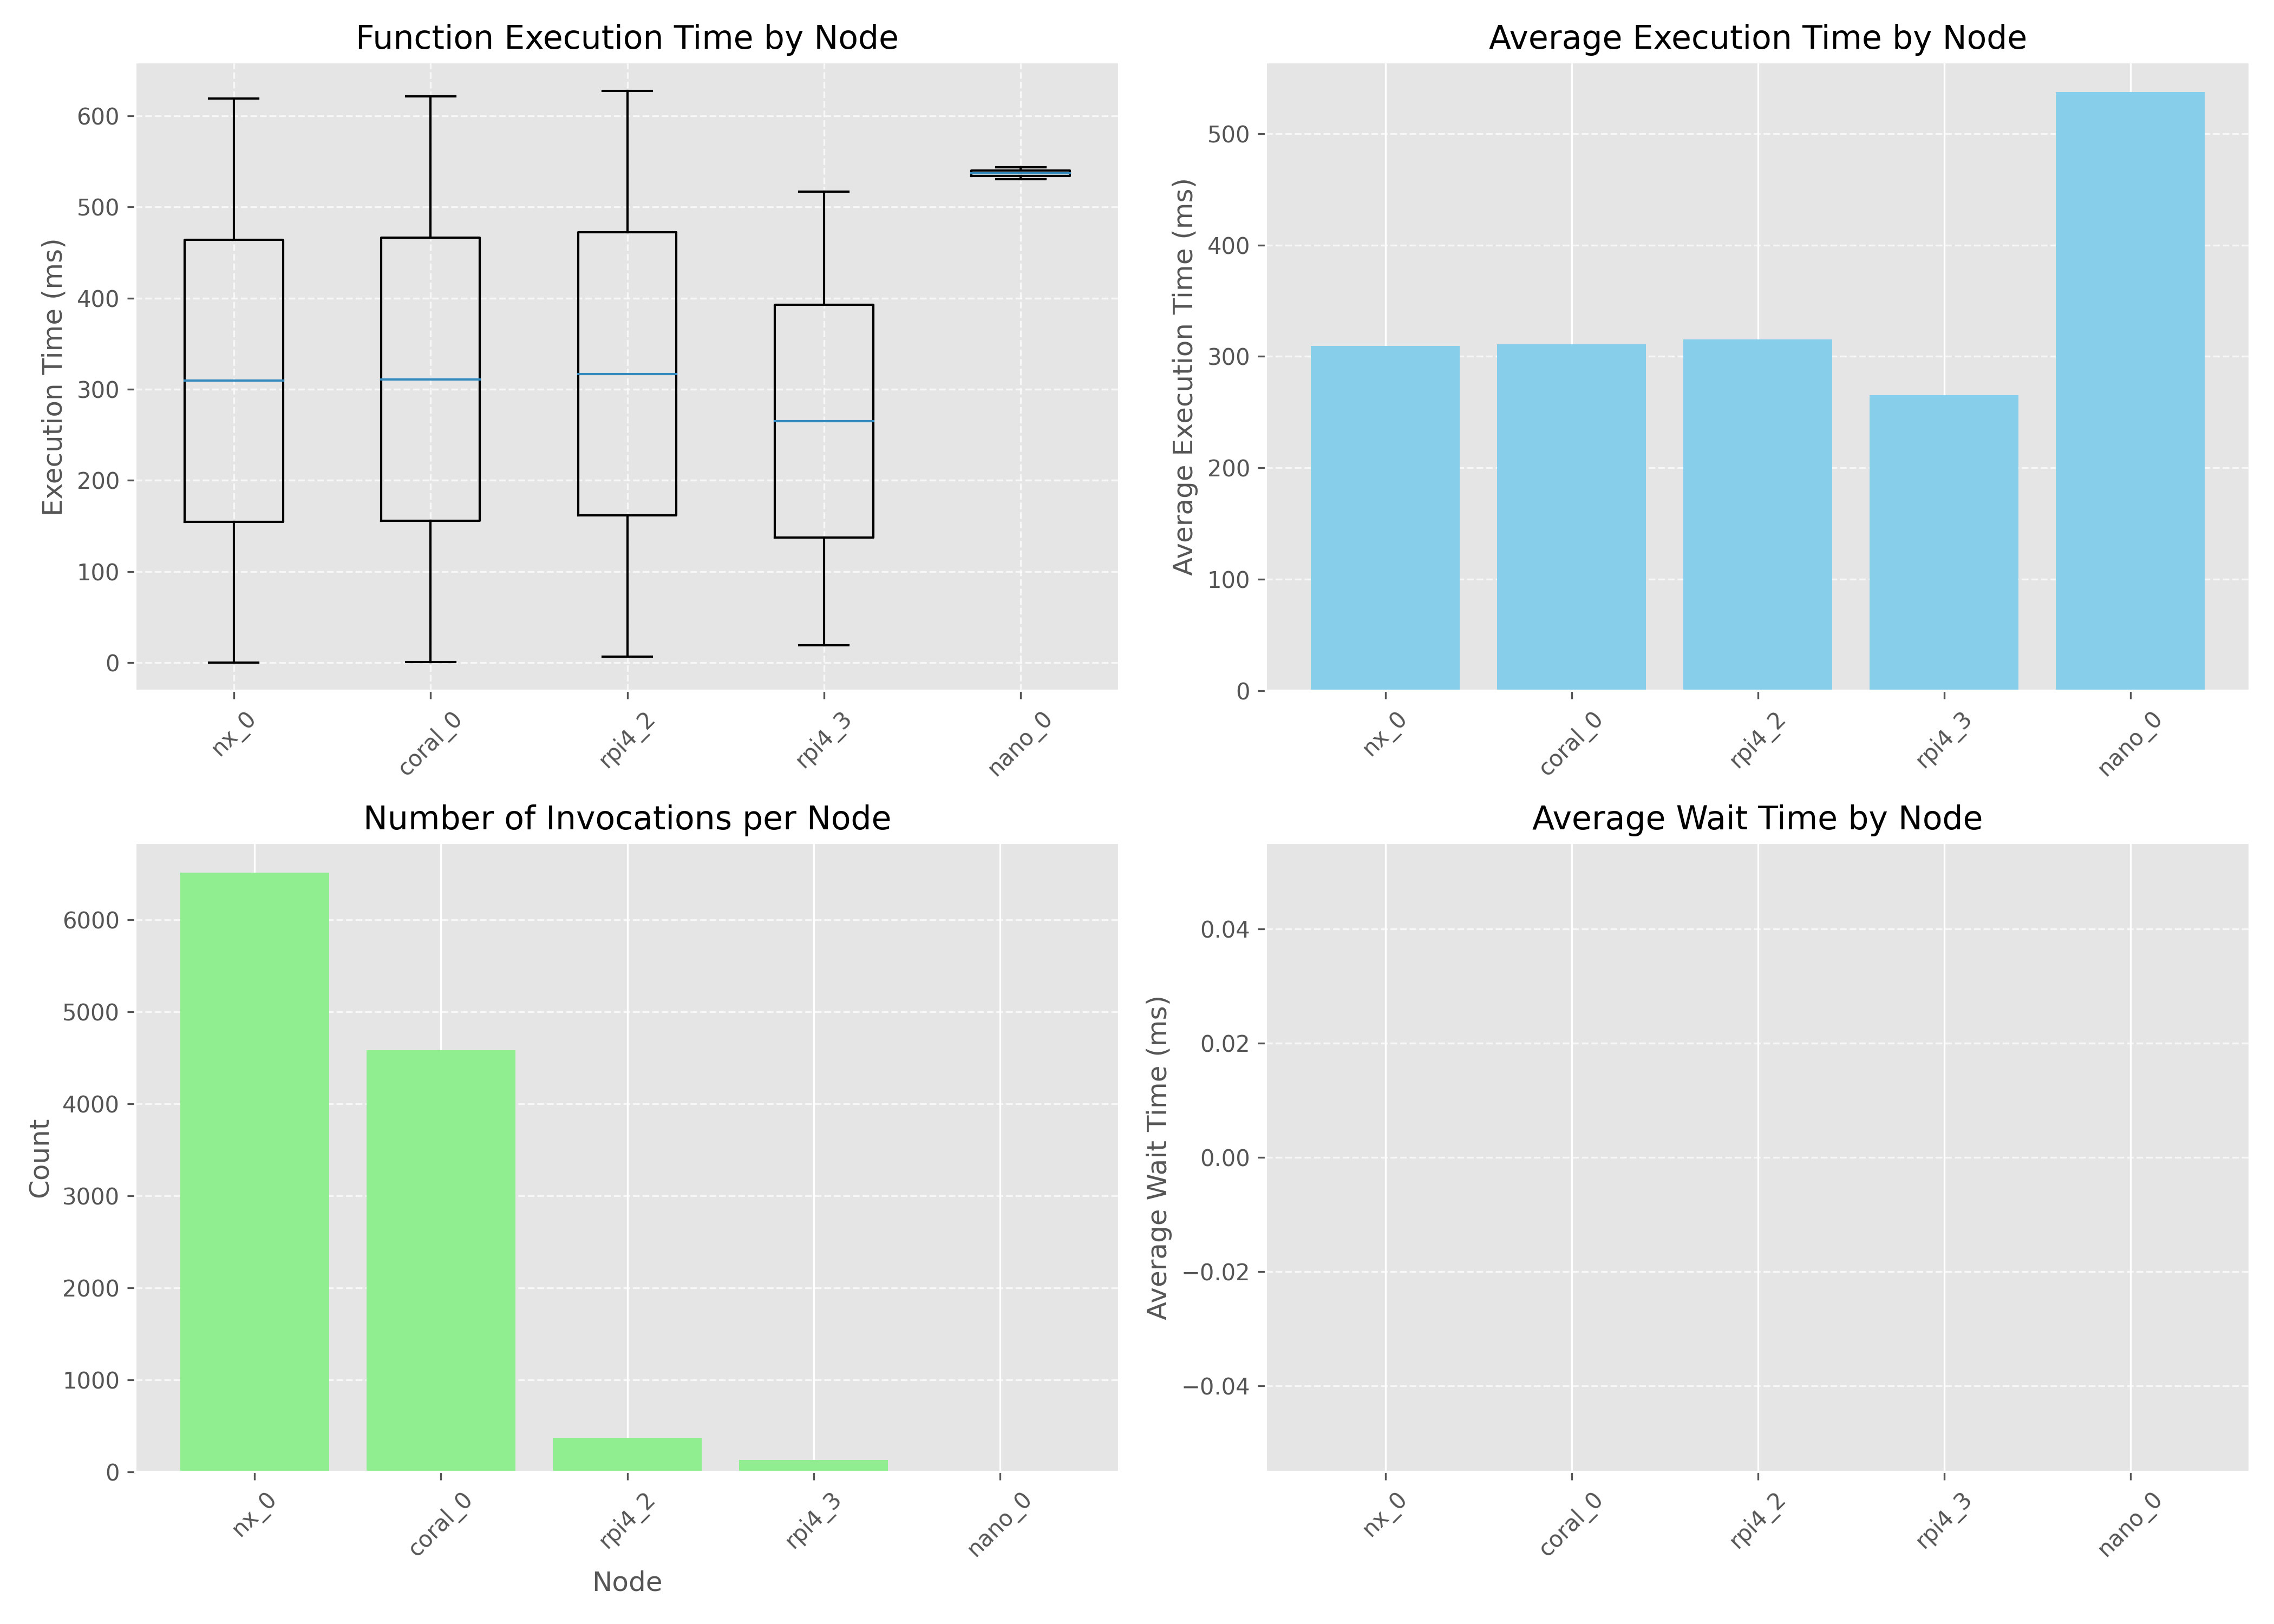 Function Execution Time by Node
Execution Time (ms)
600
500
400
300
200
100
0
nx_0
coral_0
rpi4_2
rpi4_3
nano_0
Average Execution Time by Node
Average Execution Time (ms)
500
400
300
200
100
0
nx_0
coral_0
rpi4_2
rpi4_3
nano_0
Number of Invocations per Node
Count
6000
5000
4000
3000
2000
1000
0
nx_0
coral_0
rpi4_2
rpi4_3
nano_0
Node
Average Wait Time by Node
Average Wait Time (ms)
0.04
0.02
0.00
−0.02
−0.04
nx_0
coral_0
rpi4_2
rpi4_3
nano_0